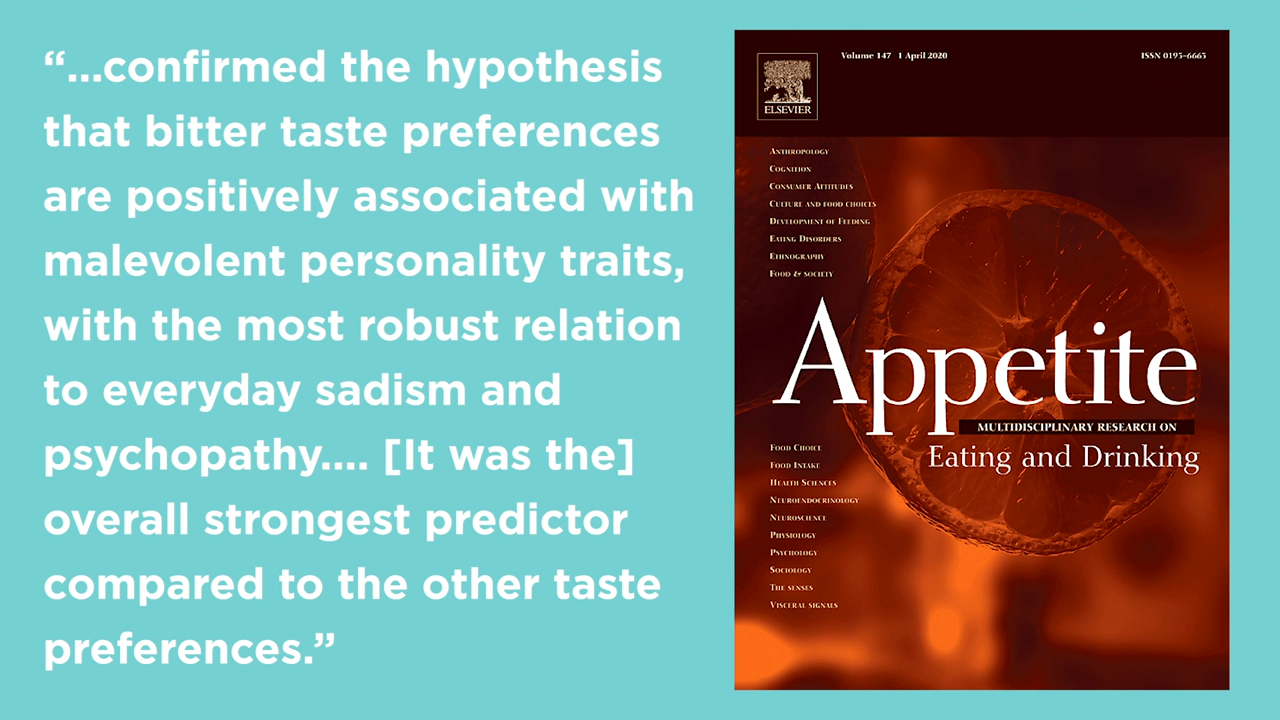 “...confirmed the hypothesis
that bitter taste preferences
are positively associated with
malevolent personality traits,
with the most robust relation
to everyday sadism and
psychopathy.... [It was the]
overall strongest predictor
compared to the other taste
preferences.”
Volume 147 1 April 2020
ISSN 0195-6663
ELSEVIER
Anthropology
Cognition
Consumer Attitudes
Culture and food choices
Development of Feeding
Eating Disorders
Ethnography
Food & society
Appetite
MULTIDISCIPLINARY RESEARCH ON
Eating and Drinking
Food Choice
Food Intake
Health Sciences
Neuroendocrinology
Neuroscience
Physiology
Psychology
Sociology
The senses
Visceral signals